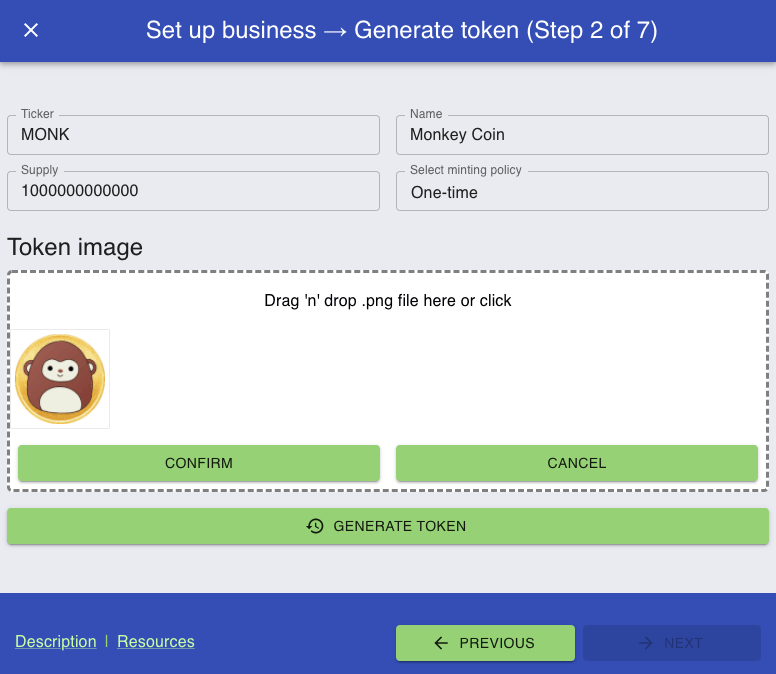 Set up business → Generate token (Step 2 of 7)
Ticker
MONK
Name
Monkey Coin
Supply
1000000000000
Select minting policy
One-time
Token image
Drag 'n' drop .png file here or click
CONFIRM
CANCEL
GENERATE TOKEN
Description | Resources
PREVIOUS
NEXT